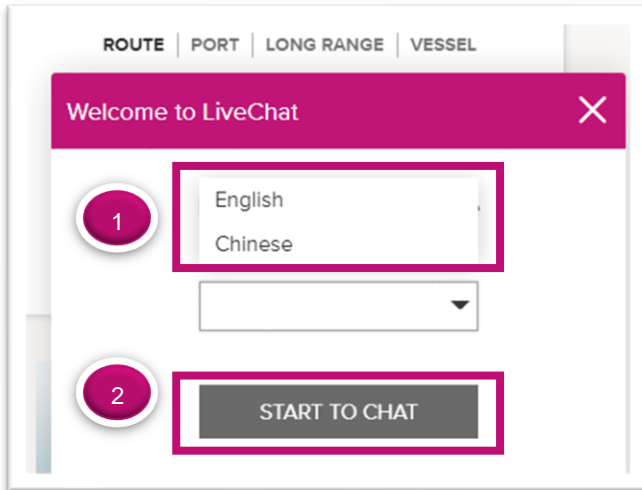 ROUTE | PORT | LONG RANGE | VESSEL
Welcome to LiveChat
1
English
Chinese
2
START TO CHAT